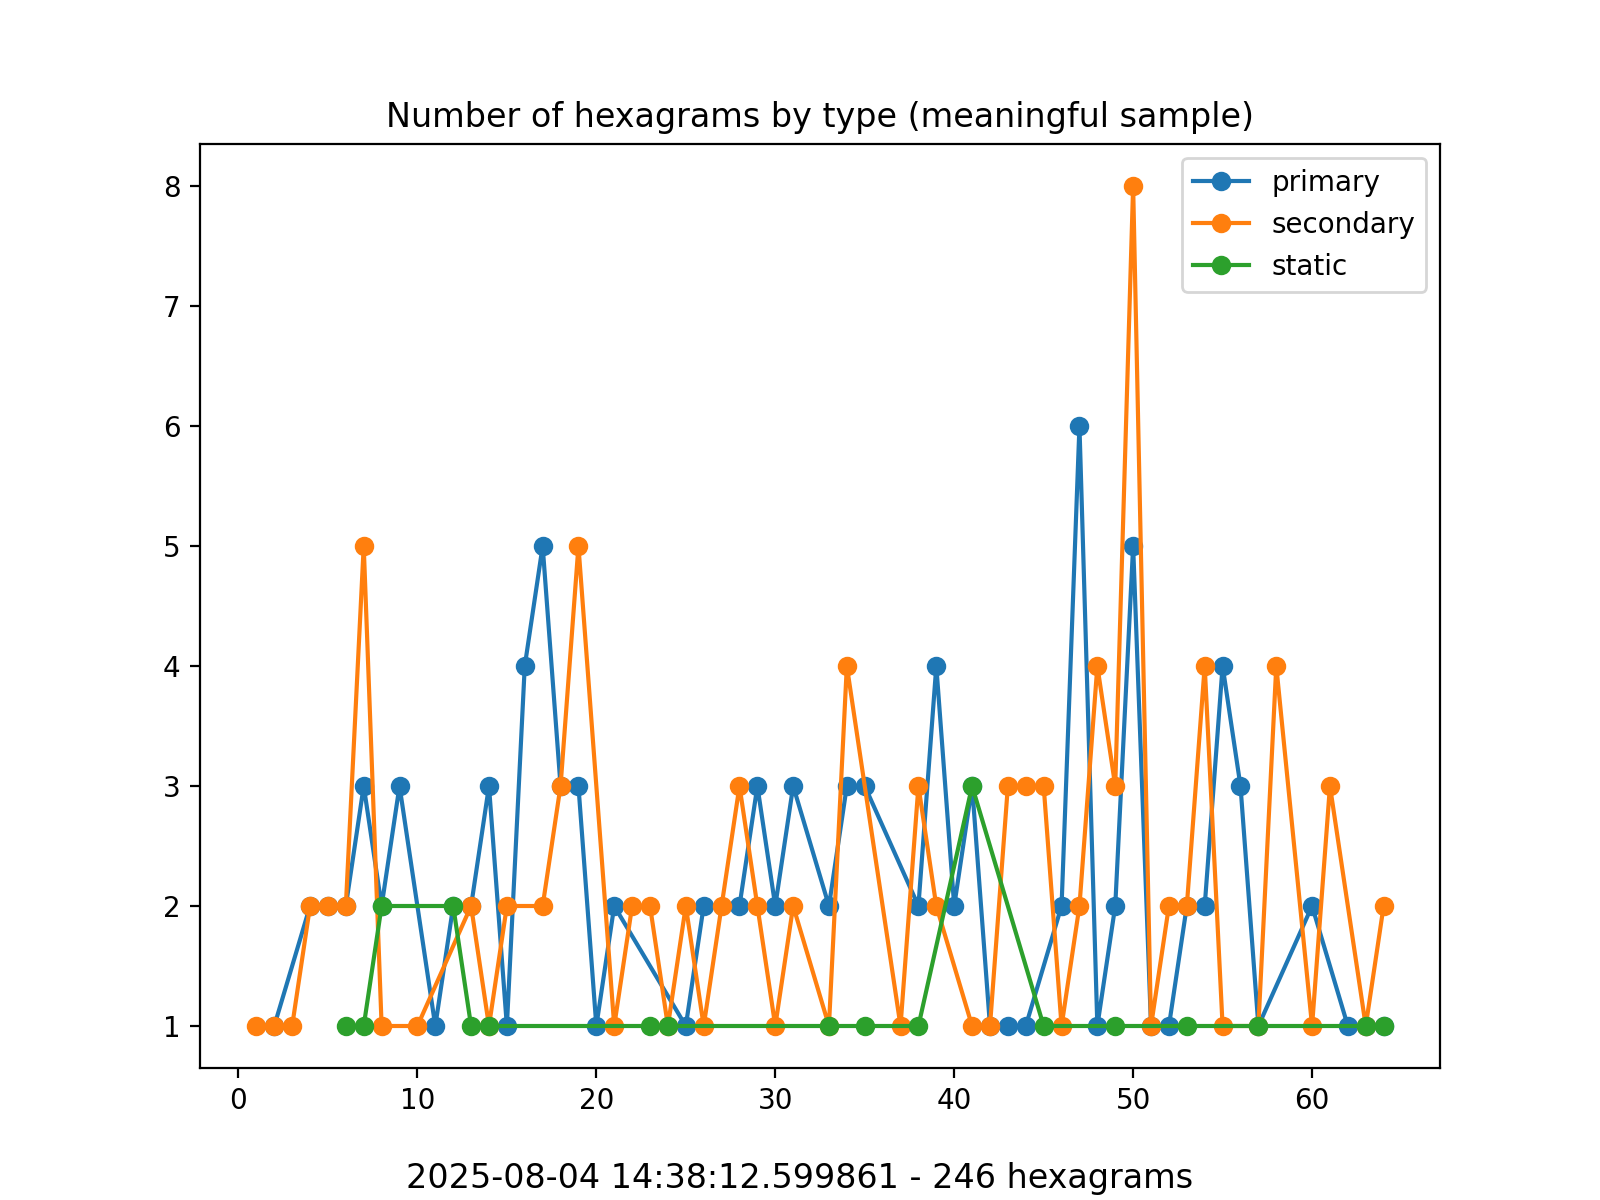 Number of hexagrams by type (meaningful sample)
primary
secondary
static
8
7
6
5
4
3
2
1
0 10 20 30 40 50 60
2025-08-04 14:38:12.599861 - 246 hexagrams